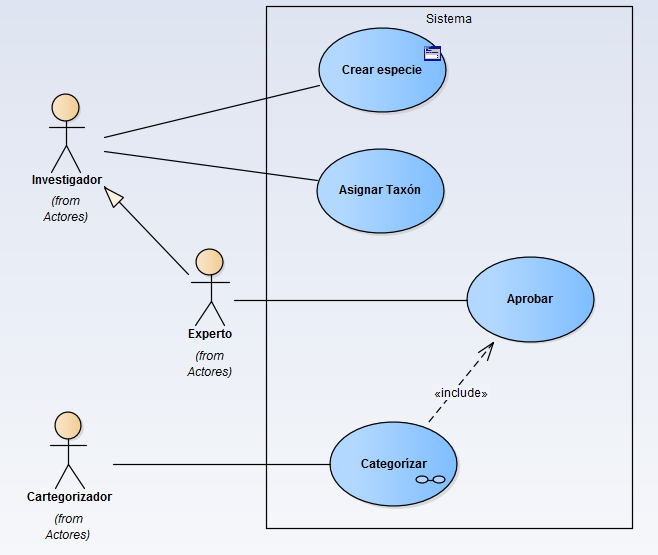 Sistema
Crear especie
Investigador
(from
Actores)
Asignar Taxón
Experto
(from
Actores)
Aprobar
«include»
Cartegorizador
(from
Actores)
Categorizar